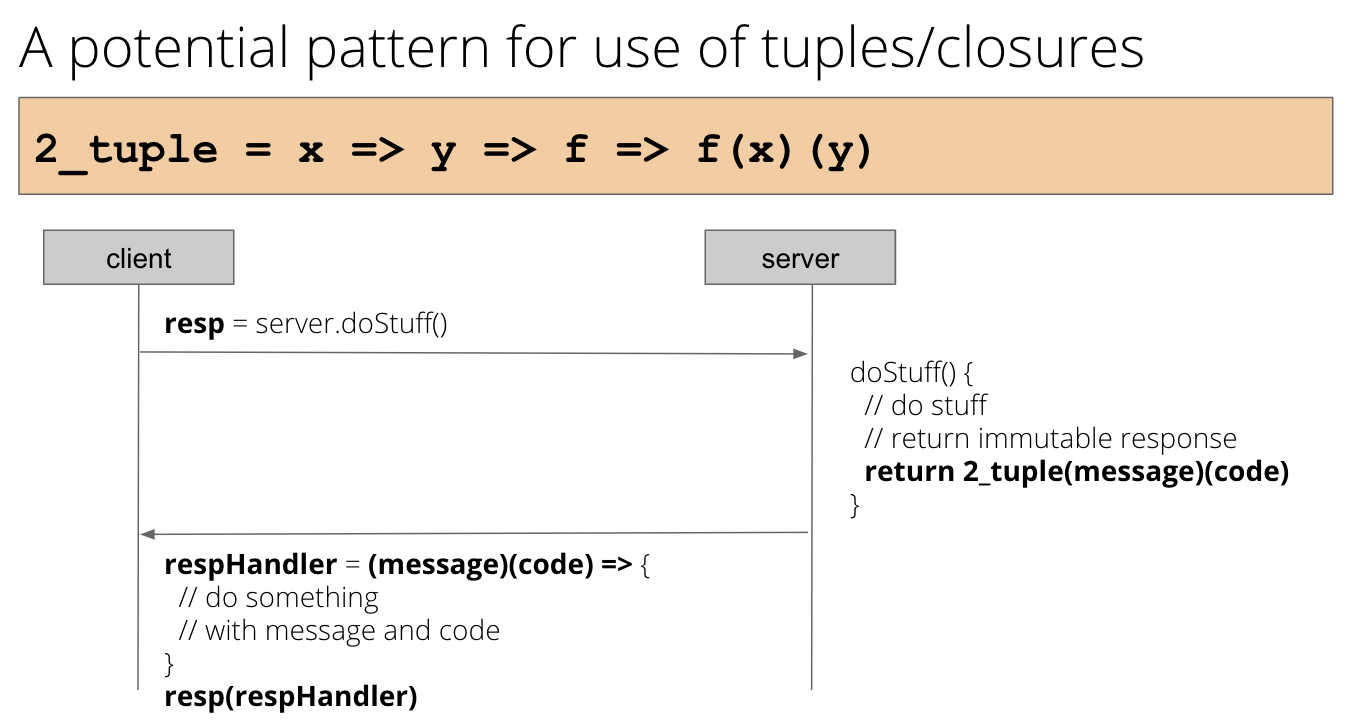 A potential pattern for use of tuples/closures
2_tuple = x => y => f => f(x)(y)
client
server
resp = server.doStuff()
doStuff() {
// do stuff
// return immutable response
return 2_tuple(message)(code)
}
respHandler = (message)(code) => {
// do something
// with message and code
}
resp(respHandler)